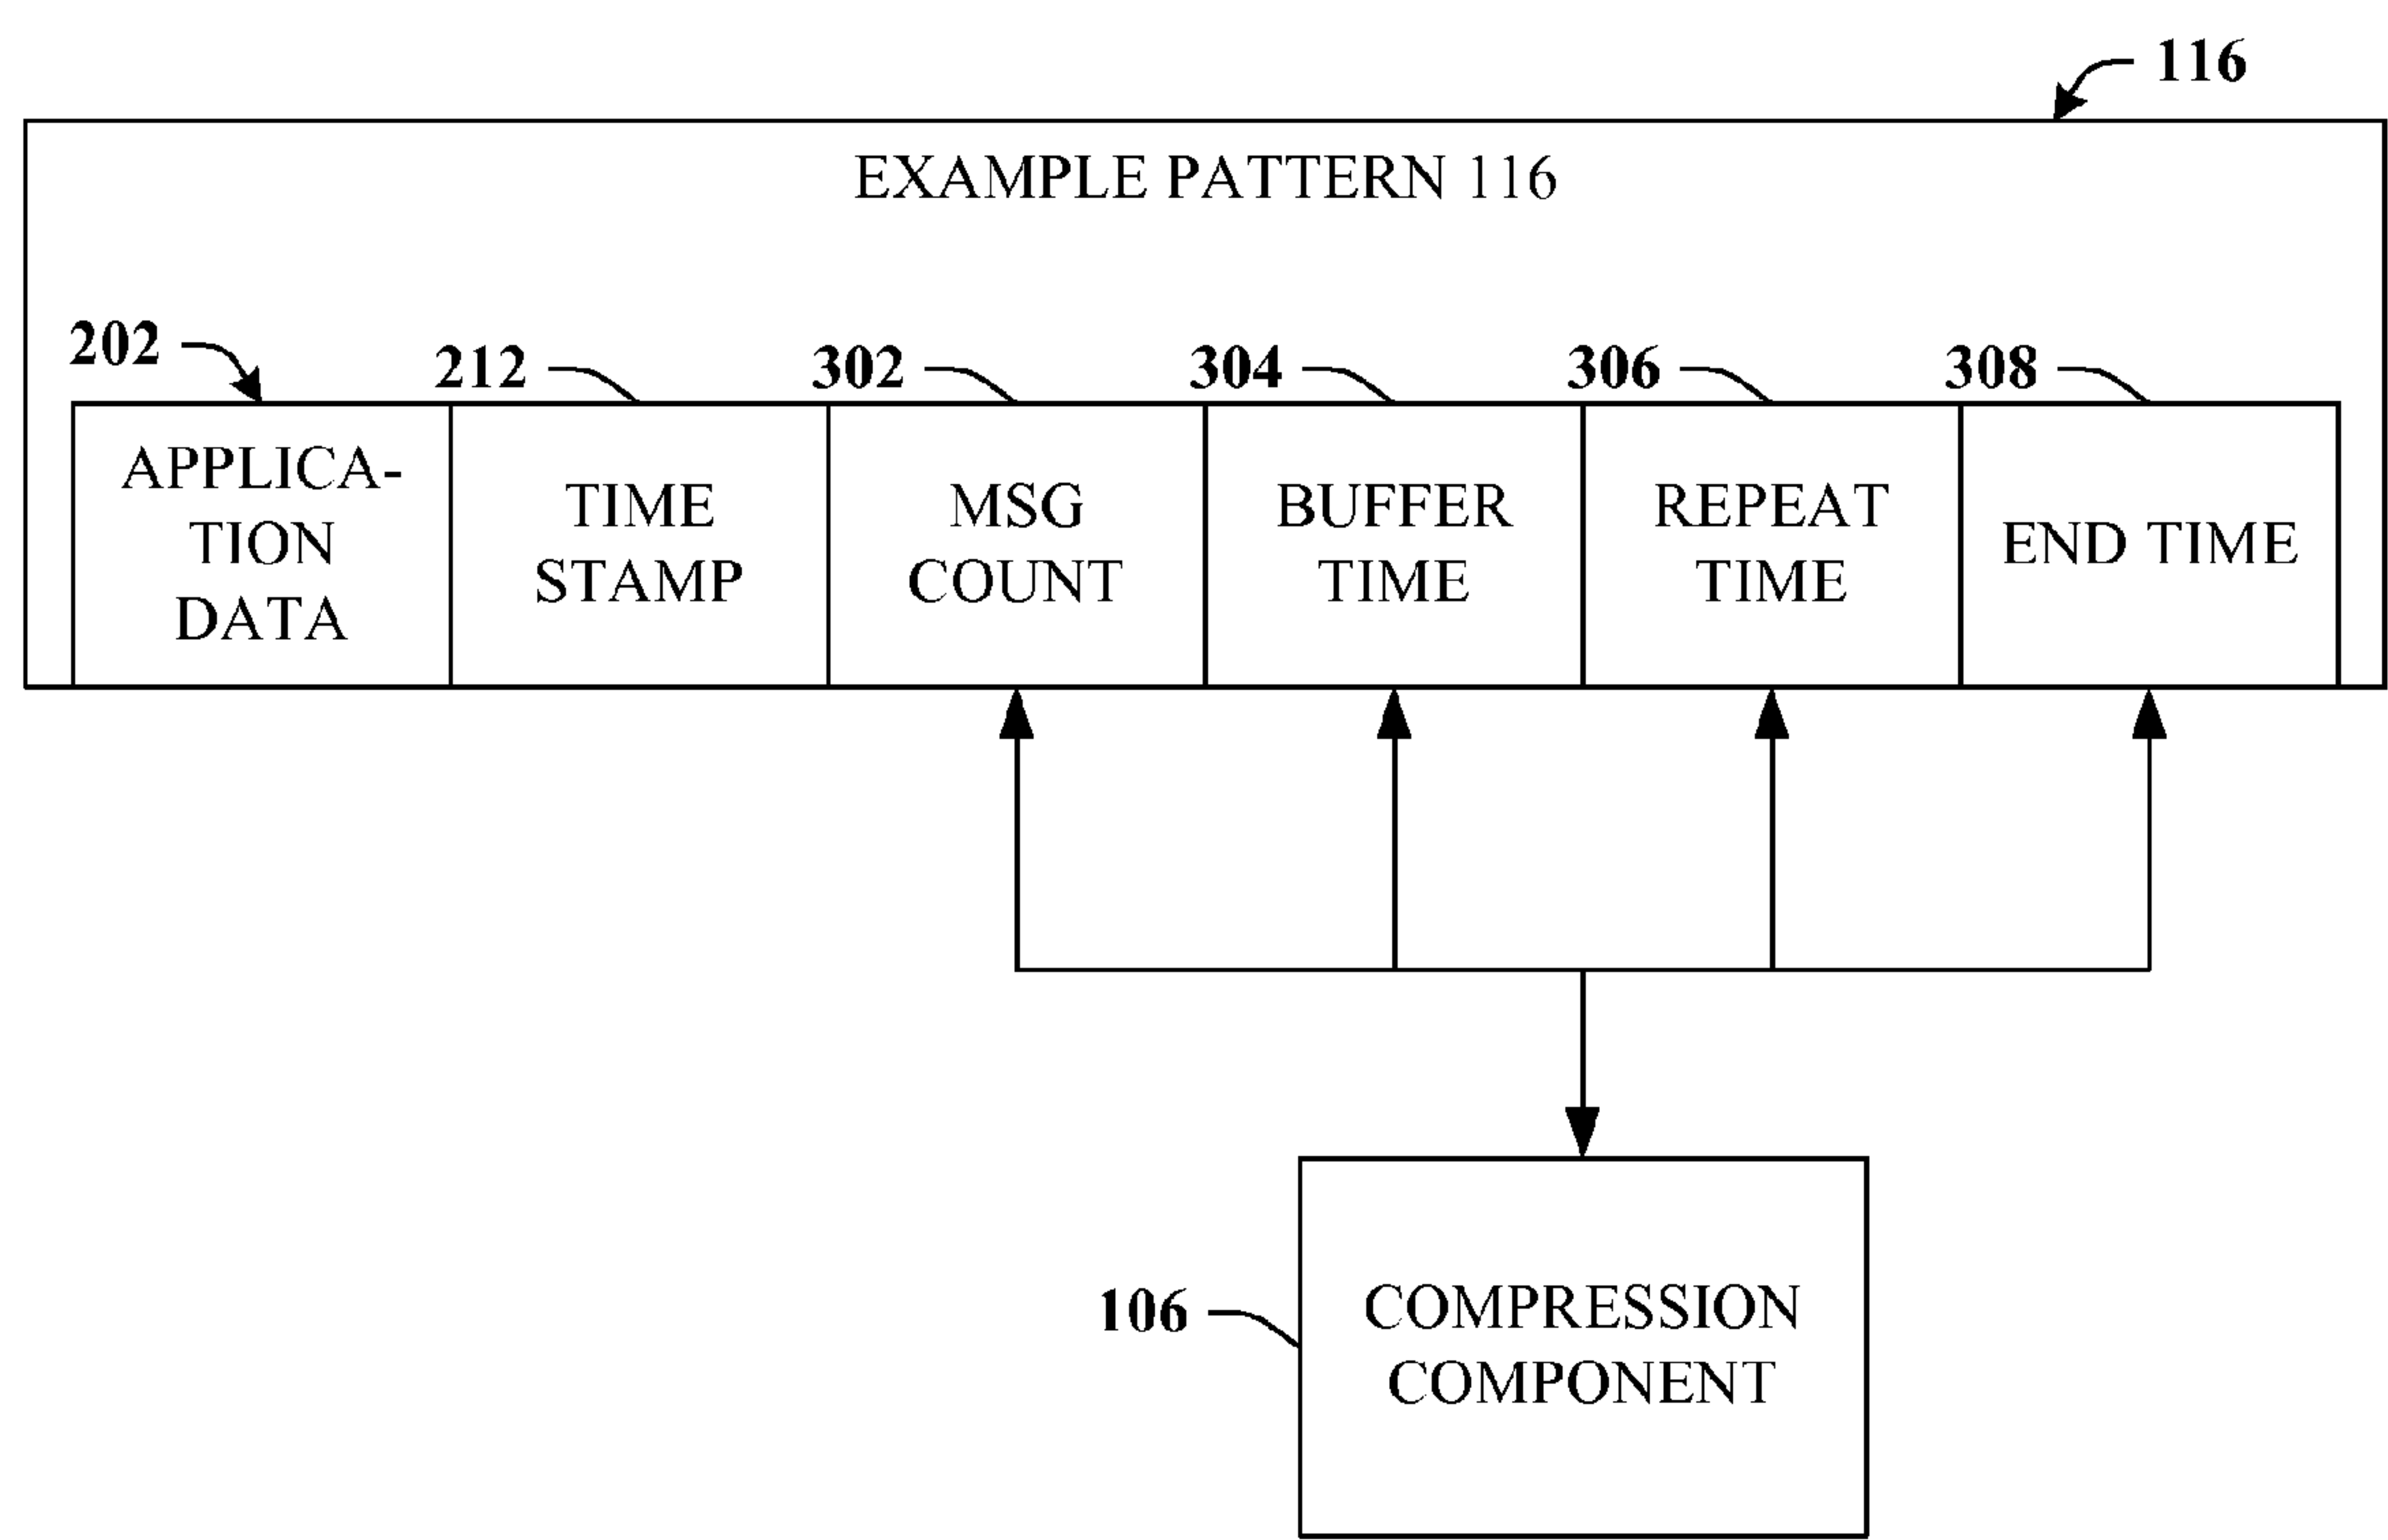 116
EXAMPLE PATTERN 116
202
212
302
304
306
308
APPLICA-
TION
DATA
TIME
STAMP
MSG
COUNT
BUFFER
TIME
REPEAT
TIME
END TIME
106
COMPRESSION
COMPONENT